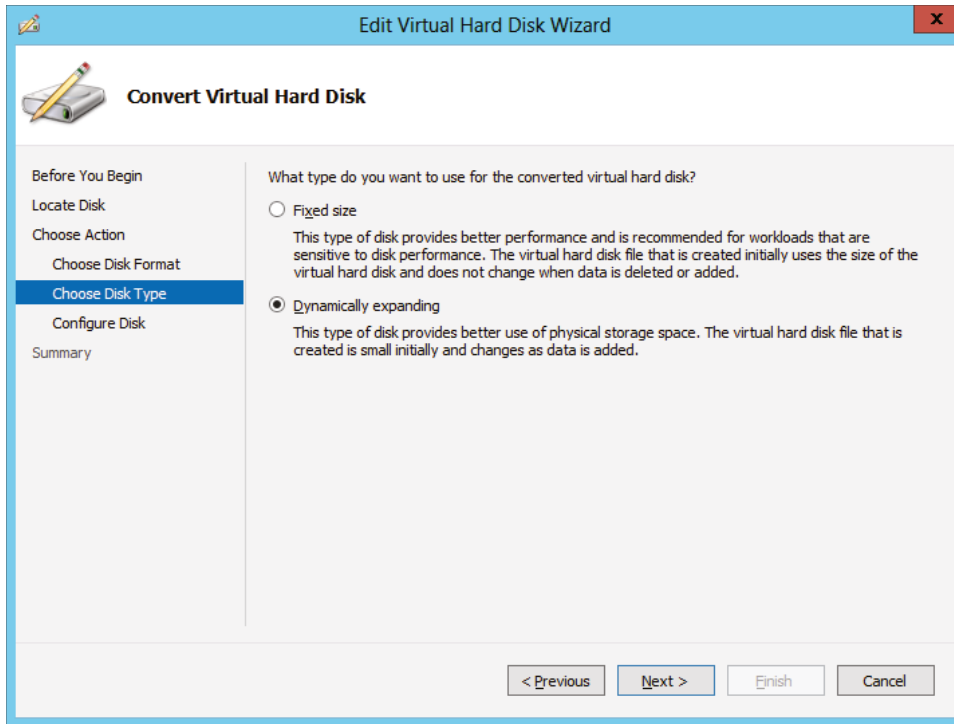 Edit Virtual Hard Disk Wizard
x
Convert Virtual Hard Disk
Before You Begin
Locate Disk
Choose Action
Choose Disk Format
Choose Disk Type
Configure Disk
Summary
What type do you want to use for the converted virtual hard disk?
Fixed size
This type of disk provides better performance and is recommended for workloads that are
sensitive to disk performance. The virtual hard disk file that is created initially uses the size of the
virtual hard disk and does not change when data is deleted or added.
Dynamically expanding
This type of disk provides better use of physical storage space. The virtual hard disk file that is
created is small initially and changes as data is added.
< Previous
Next >
Finish
Cancel